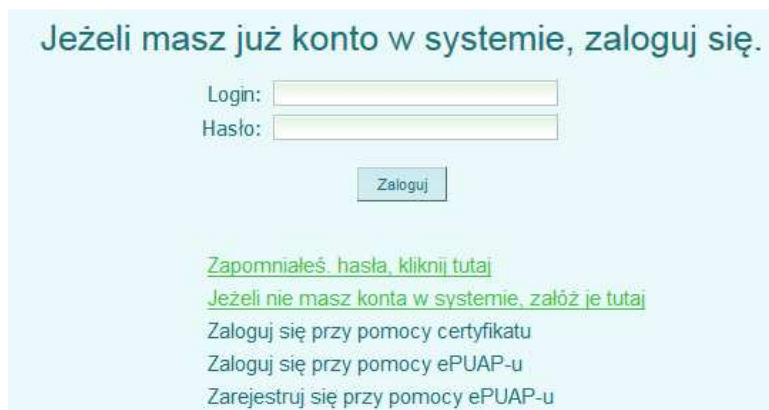 Jeżeli masz już konto w systemie, zaloguj się.
Login:
Hasło:
Zaloguj
Zapomniałeś. hasła, kliknij tutaj
Jeżeli nie masz konta w systemie, załóż je tutaj
Zaloguj się przy pomocy certyfikatu
Zaloguj się przy pomocy ePUAP-u
Zarejestruj się przy pomocy ePUAP-u